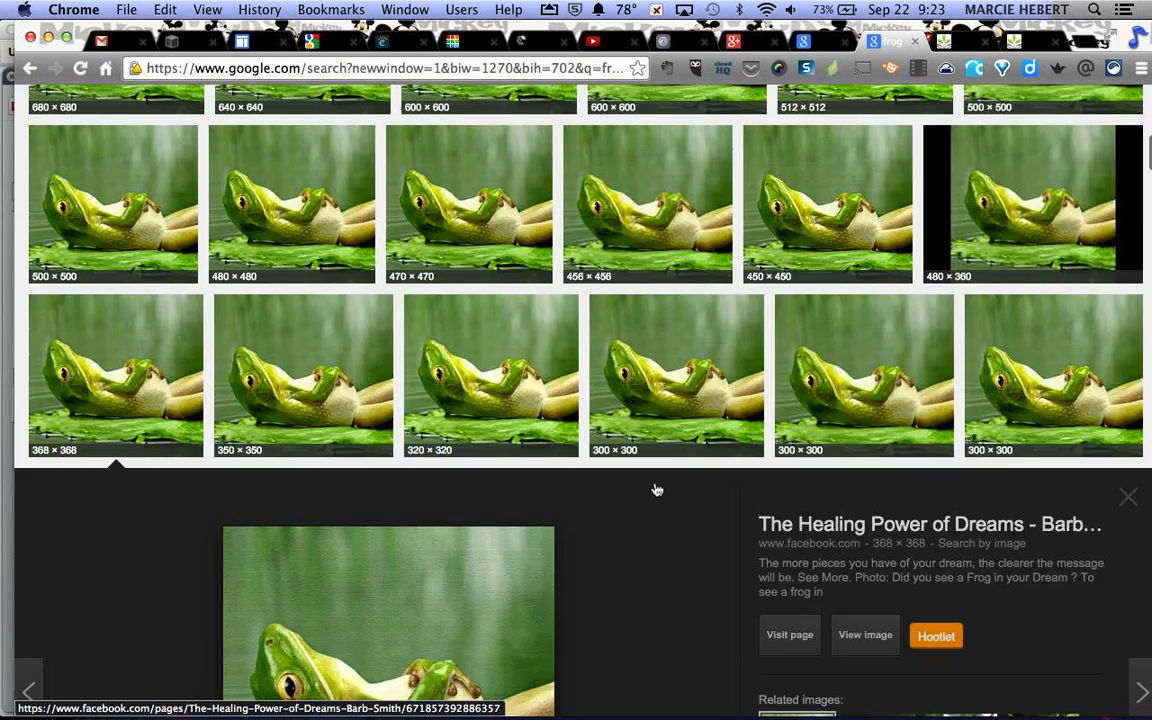 Chrome File Edit View History Bookmarks Window Users Help 78° 73% Sep 22 9:23 MARCIE HEBERT
frog
https://www.google.com/search?newwindow=1&biw=1270&bih=702&q=fr...
680 × 680 640 × 640 600 × 600 600 × 600 512 × 512 500 × 500
500 × 500 480 × 480 470 × 470 456 × 456 450 × 450 480 × 360
368 × 368 350 × 350 320 × 320 300 × 300 300 × 300 300 × 300
The Healing Power of Dreams - Barb...
www.facebook.com - 368 × 368 - Search by image
The more pieces you have of your dream, the clearer the message
will be. See More. Photo: Did you see a Frog in your Dream ? To
see a frog in
Visit page View image Hootlet
Related images:
https://www.facebook.com/pages/The-Healing-Power-of-Dreams-Barb-Smith/671857392886357